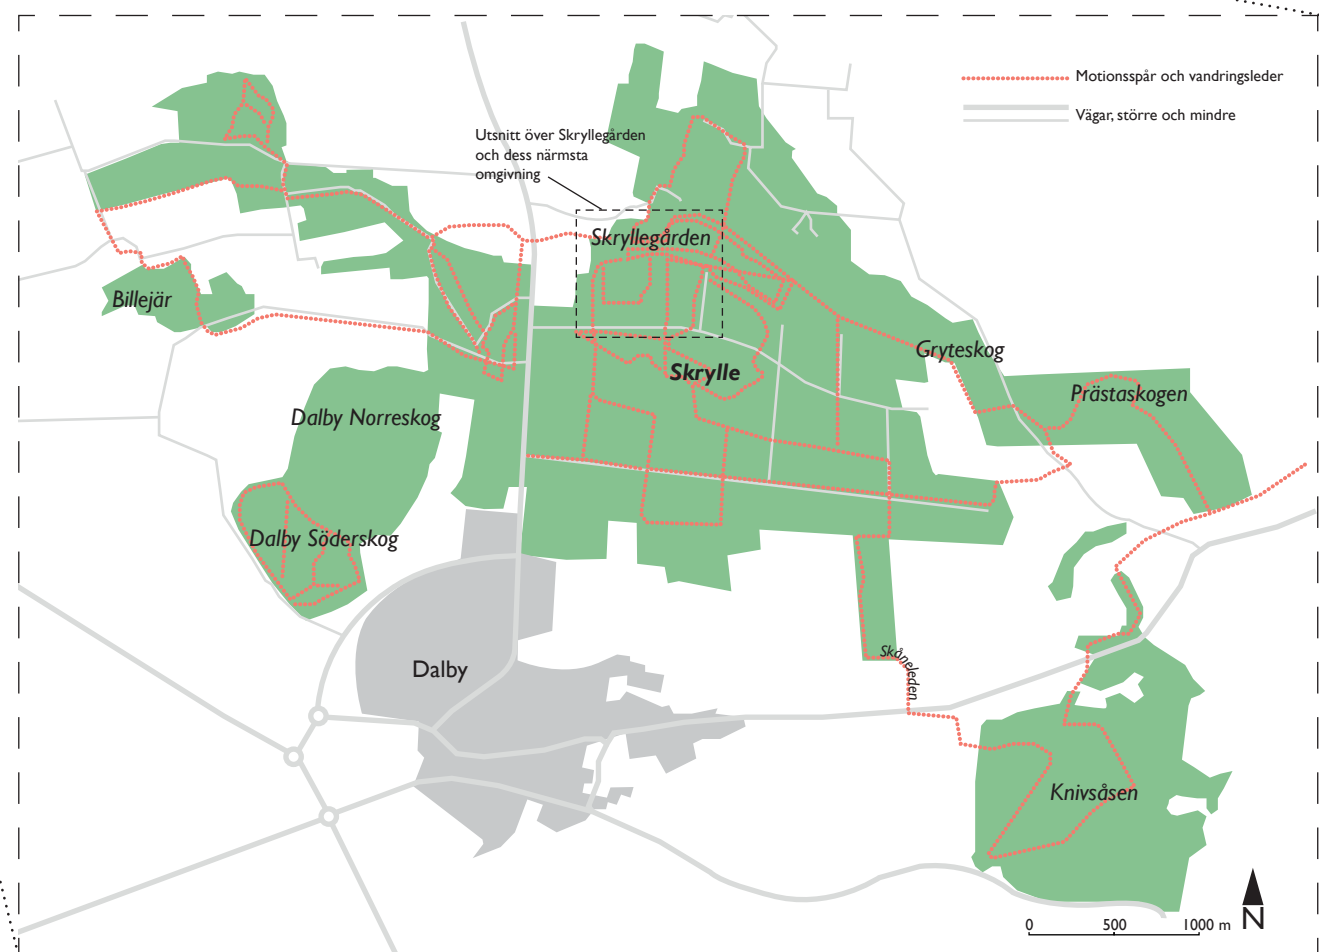 Motionsspår och vandringsleder
Vägar, större och mindre
Utsnitt över Skryllegården
och dess närmsta
omgivning
Skryllegården
Billejär
Gryteskog
Skrylle
Prästaskogen
Dalby Norreskog
Dalby Söderskog
Skåneleden
Dalby
Knivsåsen
0 500 1000 m
N